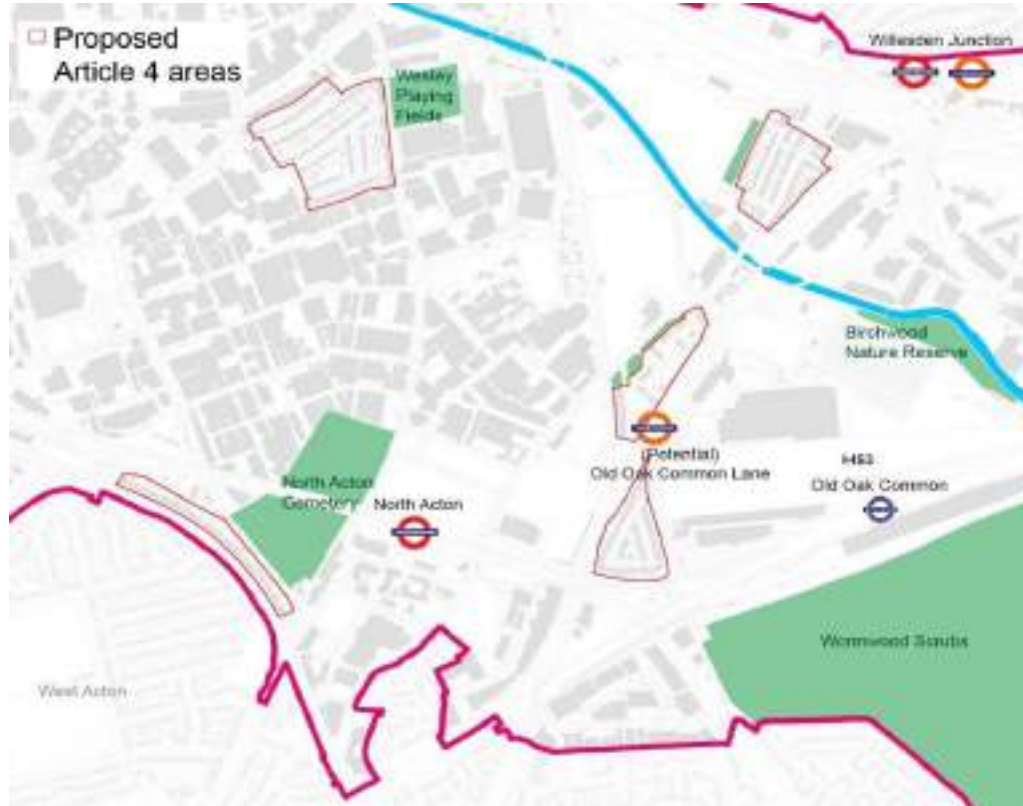 Proposed
Article 4 areas
Willesden Junction
Wesley
Playing
Fields
Birchwood
Nature Reserve
(Potential)
Old Oak Common Lane
Old Oak Common
North Acton
Cemetery
North Acton
Wormwood Scrubs
West Acton